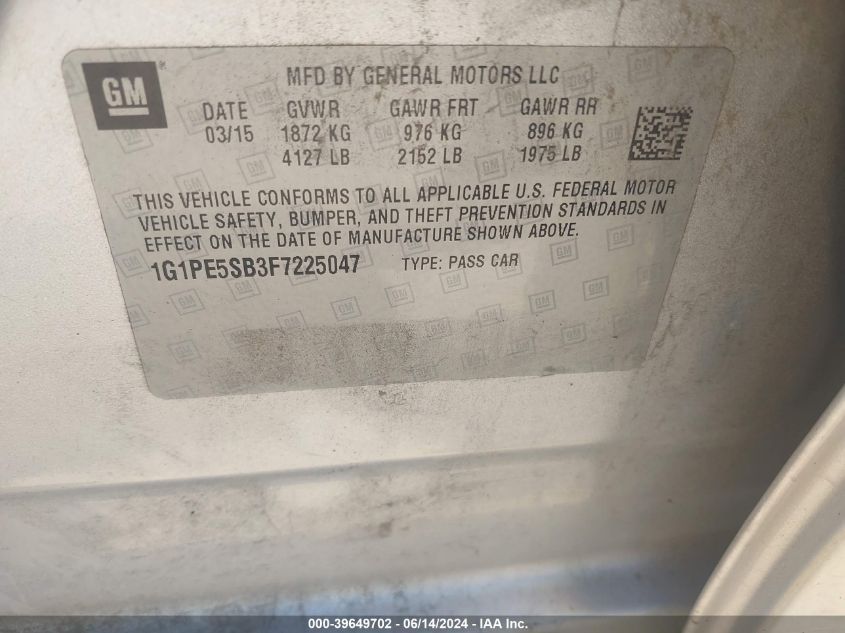 GM
MFD BY GENERAL MOTORS LLC
DATE GVWR GAWR FRT GAWR RR
03/15 1872 KG 976 KG 896 KG
4127 LB 2152 LB 1975 LB
THIS VEHICLE CONFORMS TO ALL APPLICABLE U.S. FEDERAL MOTOR
VEHICLE SAFETY, BUMPER, AND THEFT PREVENTION STANDARDS IN
EFFECT ON THE DATE OF MANUFACTURE SHOWN ABOVE.
1G1PE5SB3F7225047 TYPE: PASS CAR
000-39649702 - 06/14/2024 - IAA Inc.